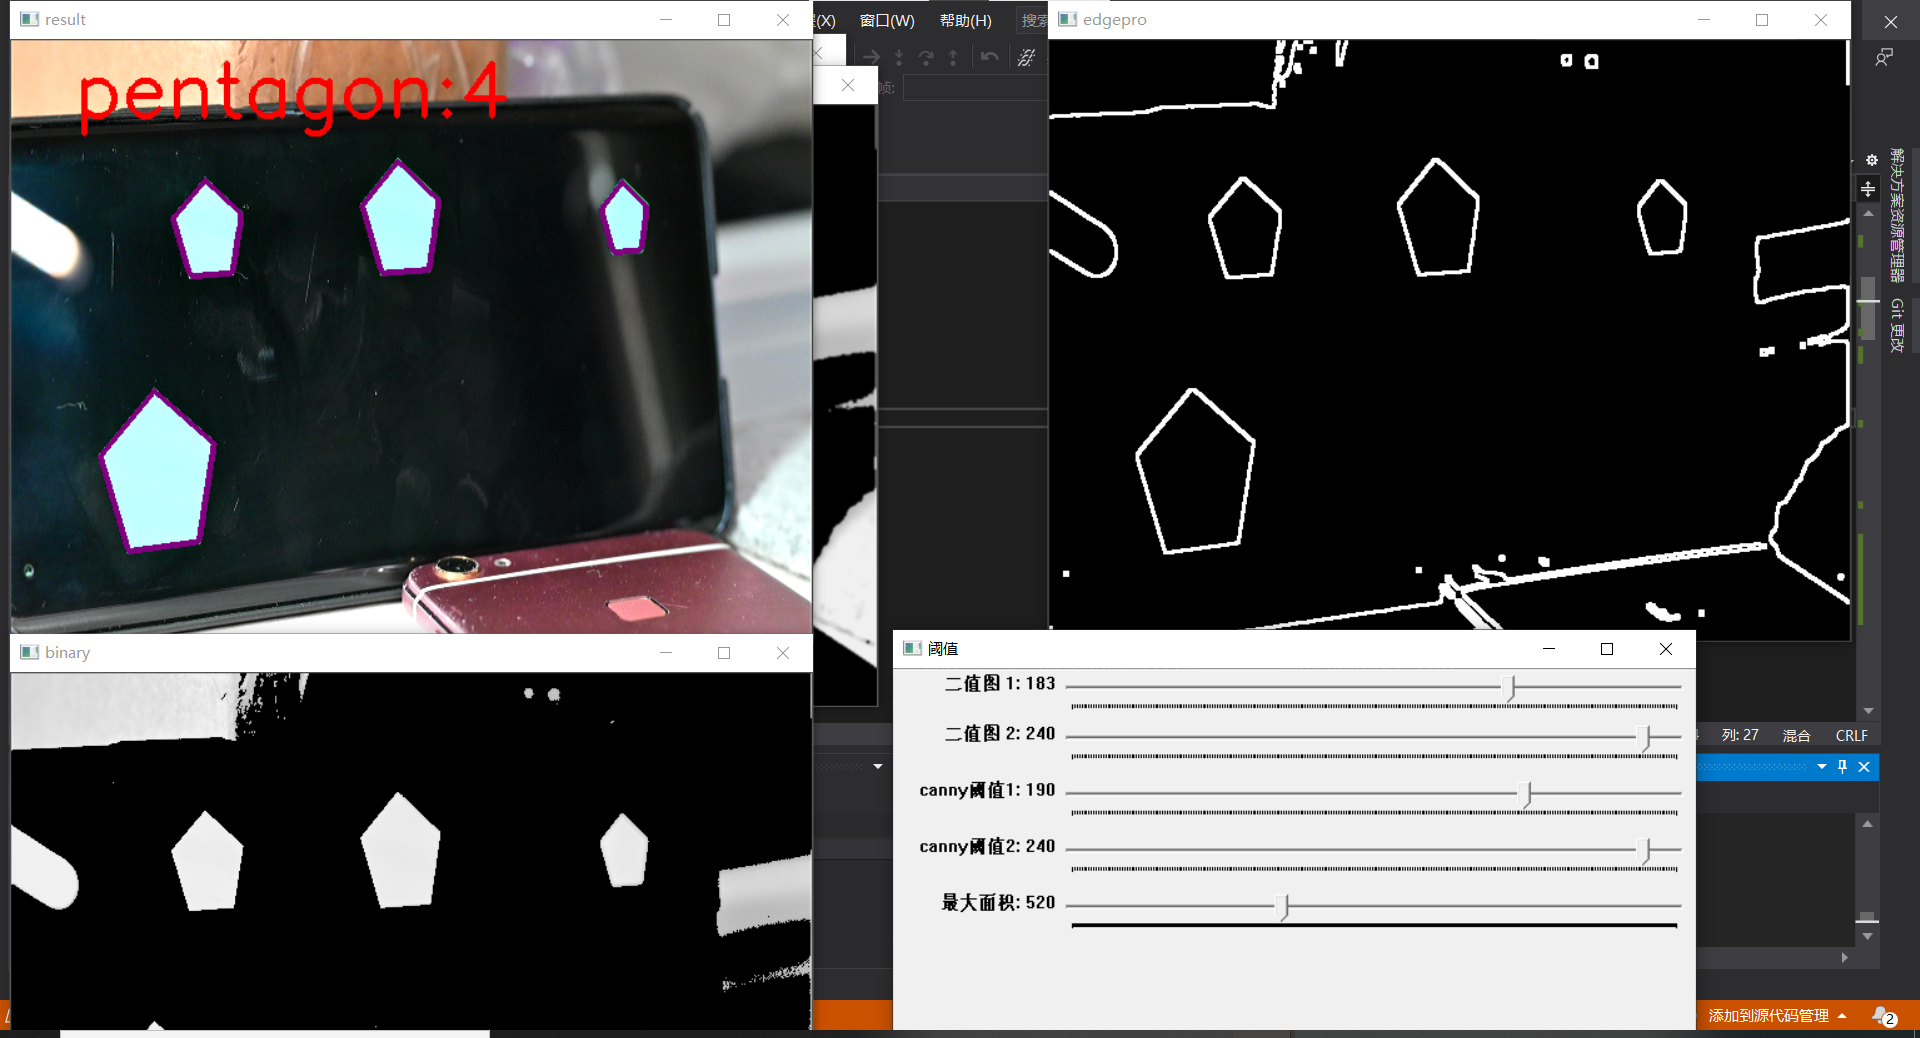 result
pentagon:4
binary
(X)
窗口(W)
帮助(H)
搜索
帧:
edgepro
解决方案资源管理器
Git 更改
阈值
二值图 1: 183
二值图 2: 240
canny阈值1: 190
canny阈值2: 240
最大面积: 520
列: 27
混合
CRLF
添加到源代码管理
2